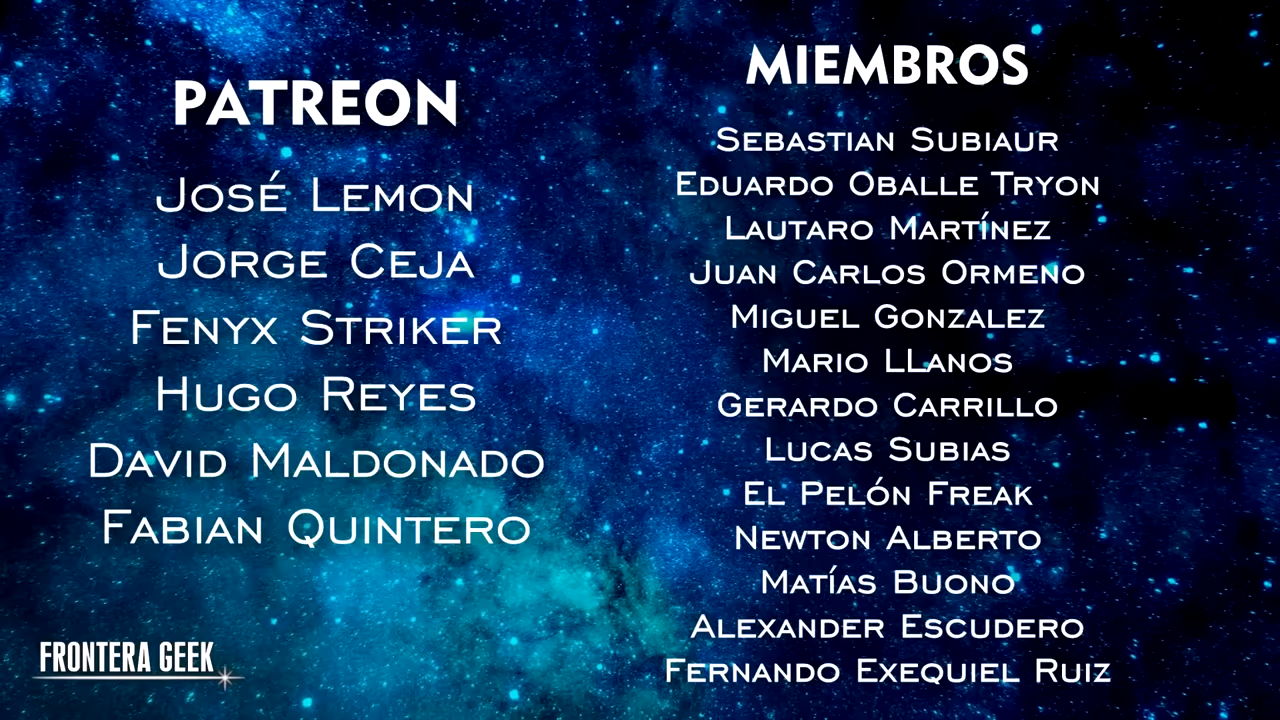 PATREON
JOSÉ LEMON
JORGE CEJA
FENYX STRIKER
HUGO REYES
DAVID MALDONADO
FABIAN QUINTERO
MIEMBROS
SEBASTIAN SUBIAUR
EDUARDO OBALLE TRYON
LAUTARO MARTÍNEZ
JUAN CARLOS ORMENO
MIGUEL GONZALEZ
MARIO LLANOS
GERARDO CARRILLO
LUCAS SUBIAS
EL PELÓN FREAK
NEWTON ALBERTO
MATÍAS BUONO
ALEXANDER ESCUDERO
FERNANDO EXEQUIEL RUIZ
FRONTERA GEEK